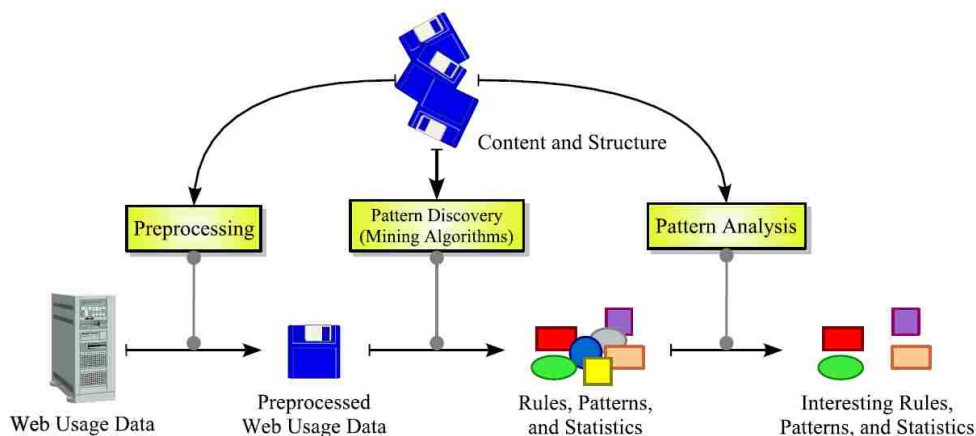 Content and Structure
Preprocessing
Pattern Discovery
(Mining Algorithms)
Pattern Analysis
Web Usage Data
Preprocessed
Web Usage Data
Rules, Patterns,
and Statistics
Interesting Rules,
Patterns, and Statistics